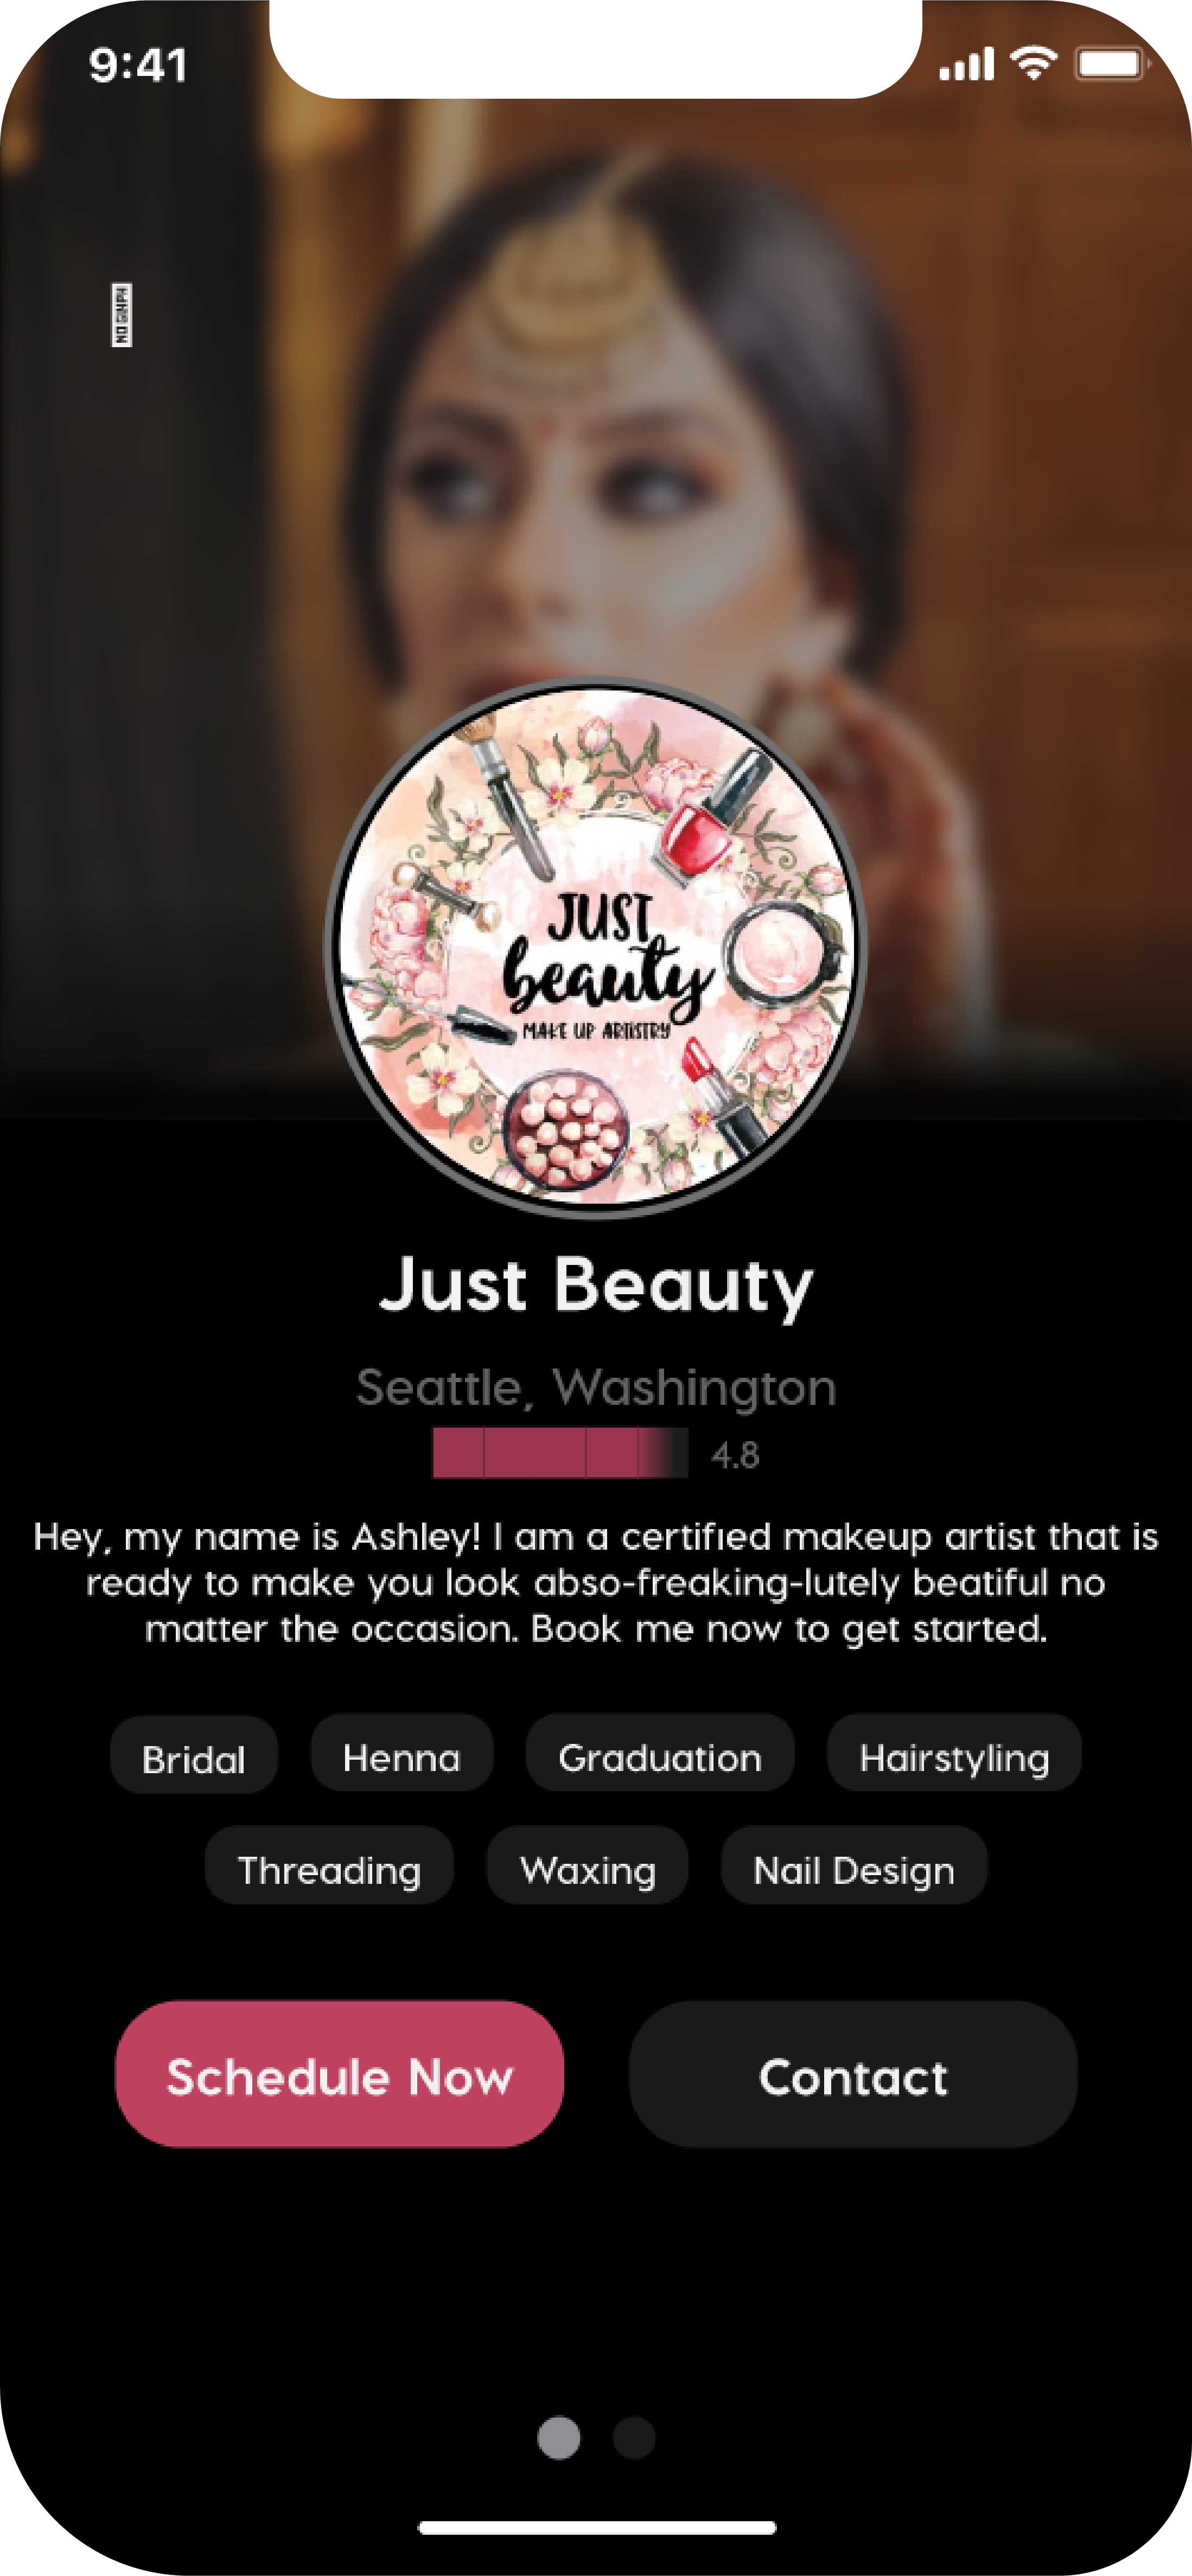 9:41
NO GLYPH
JUST
beauty
MAKE UP ARTISTRY
Just Beauty
Seattle, Washington
4.8
Hey, my name is Ashley! I am a certified makeup artist that is
ready to make you look abso-freaking-lutely beatiful no
matter the occasion. Book me now to get started.
Bridal Henna Graduation Hairstyling
Threading Waxing Nail Design
Schedule Now Contact